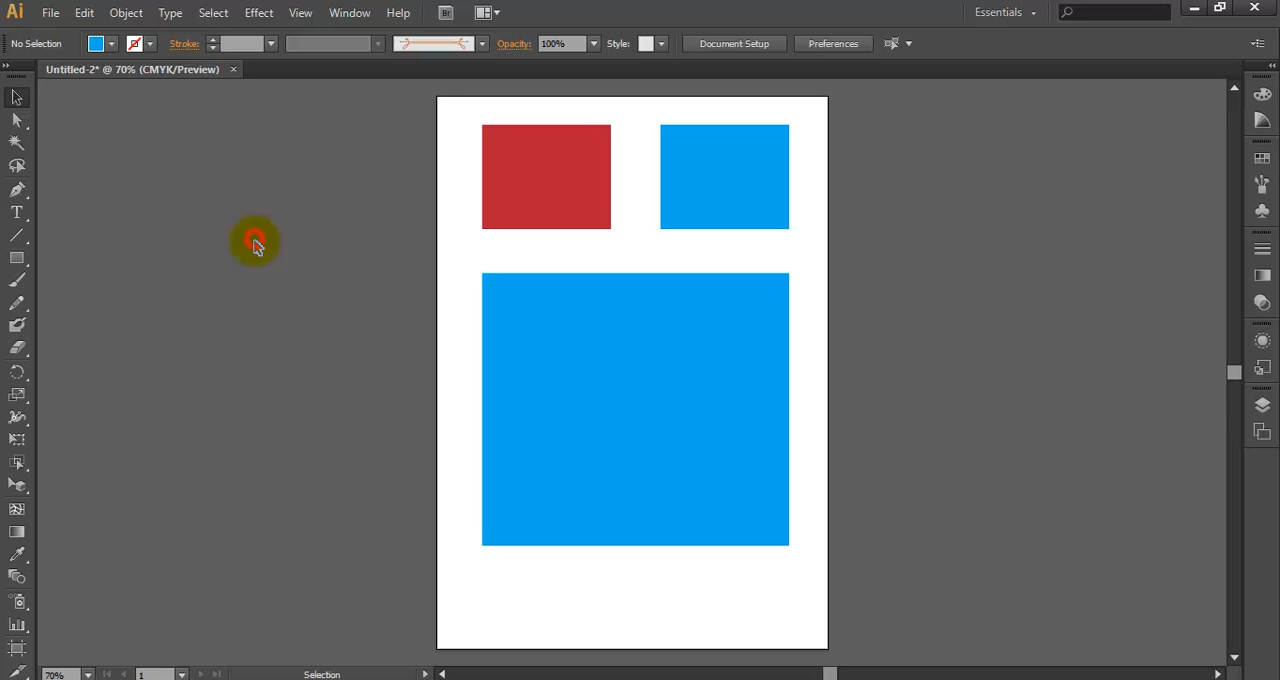 Ai File Edit Object Type Select Effect View Window Help Br Essentials
No Selection Stroke: Opacity: 100% Style: Document Setup Preferences
Untitled-2* @ 70% (CMYK/Preview) ×
T
70% 1 Selection